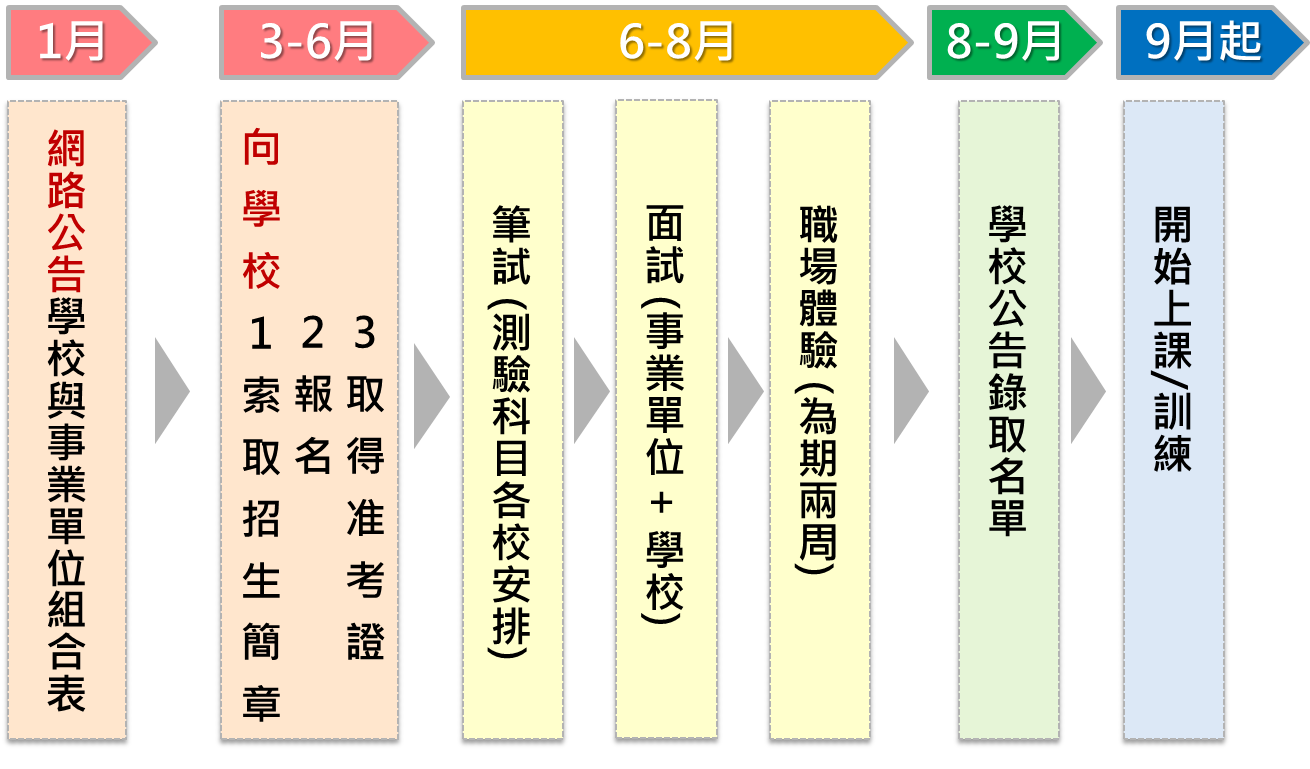 1月
3-6月
6-8月
8-9月
9月起
網路公告學校與事業單位組合表
向學校
1索取招生簡章
2報名
3取得准考證
筆試(測驗科目各校安排)
面試(事業單位+學校)
職場體驗(為期兩周)
學校公告錄取名單
開始上課/訓練